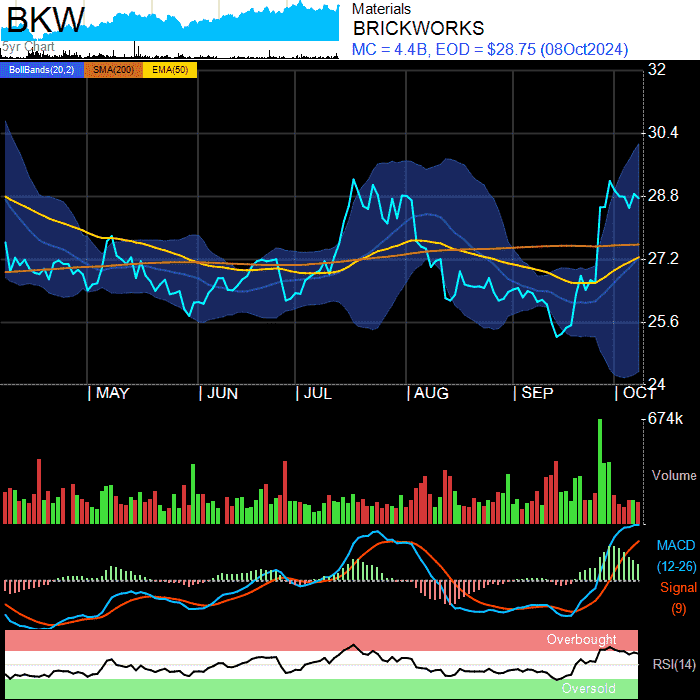 BKW
5yr Chart
Materials
BRICKWORKS
MC = 4.4B, EOD = $28.75 (08Oct2024)
BollBands(20,2) SMA(200) EMA(50)
32
30.4
28.8
27.2
25.6
24
| MAY | JUN | JUL | AUG | SEP | OCT
674k
Volume
MACD
(12-26)
Signal
(9)
Overbought
RSI(14)
Oversold